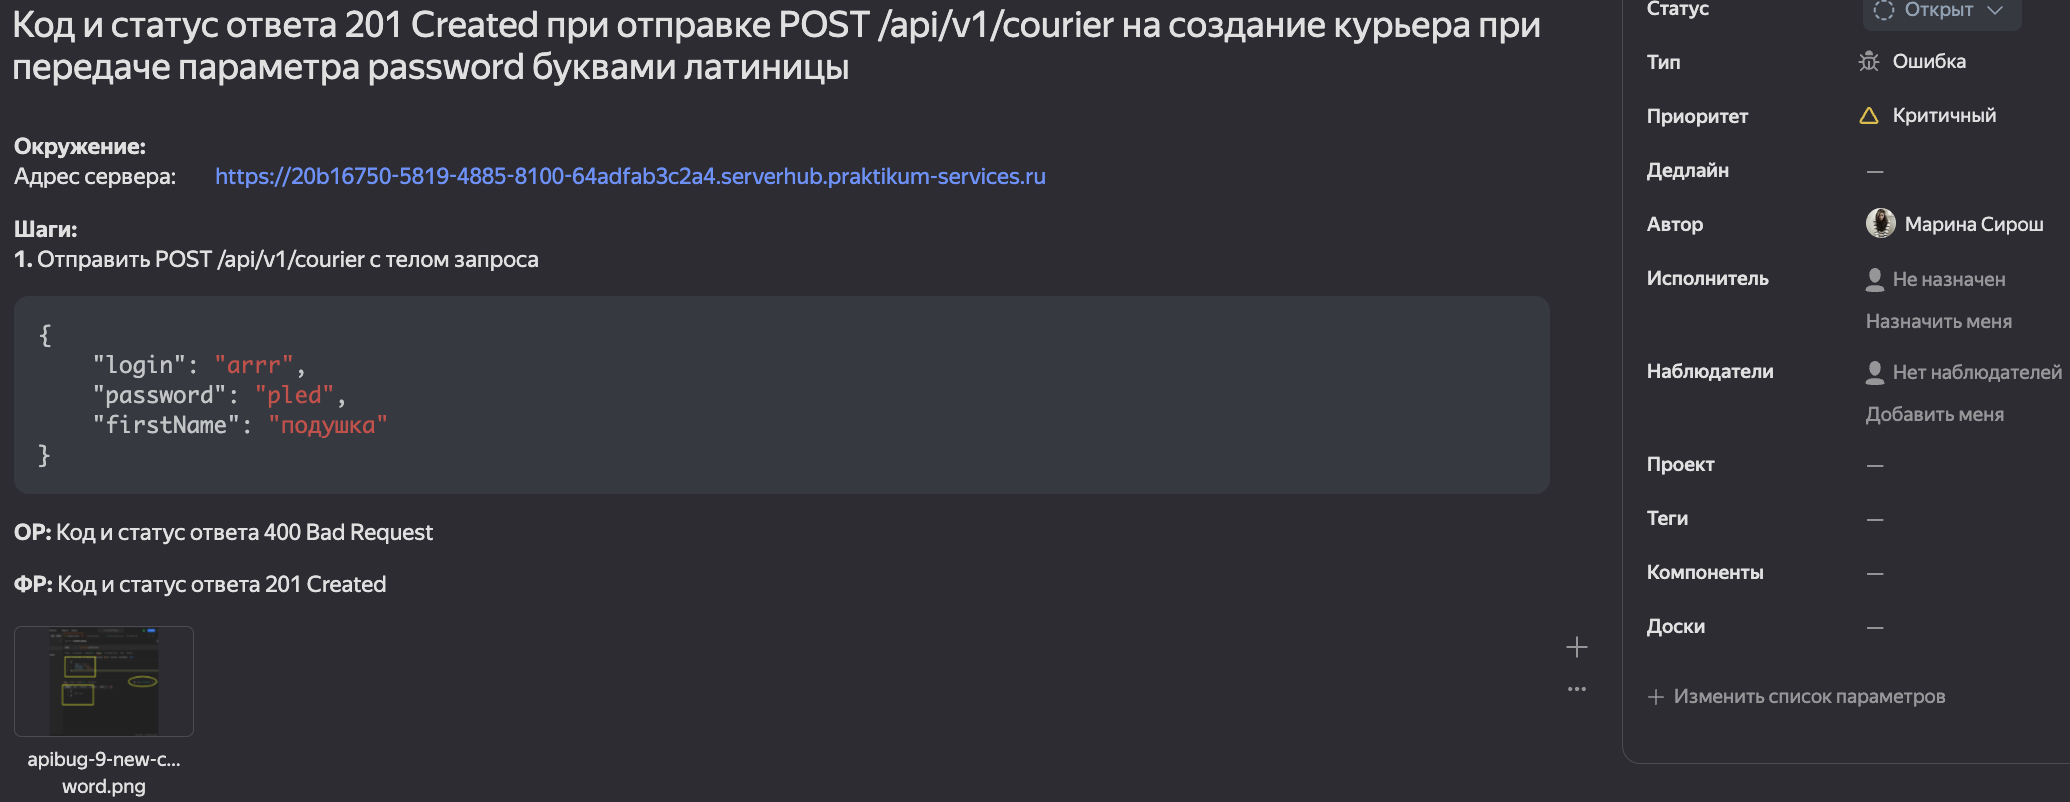 Код и статус ответа 201 Created при отправке POST /api/v1/courier на создание курьера при
передаче параметра password буквами латиницы
Окружение:
Адрес сервера: https://20b16750-5819-4885-8100-64adfab3c2a4.serverhub.praktikum-services.ru
Шаги:
1. Отправить POST /api/v1/courier с телом запроса
{
"login": "arrr",
"password": "pled",
"firstName": "подушка"
}
ОР: Код и статус ответа 400 Bad Request
ФР: Код и статус ответа 201 Created
apibug-9-new-c...
word.png
Статус Открыт
Тип Ошибка
Приоритет Критичный
Дедлайн —
Автор Марина Сирош
Исполнитель Не назначен
Назначить меня
Наблюдатели Нет наблюдателей
Добавить меня
Проект —
Теги —
Компоненты —
Доски —
Изменить список параметров